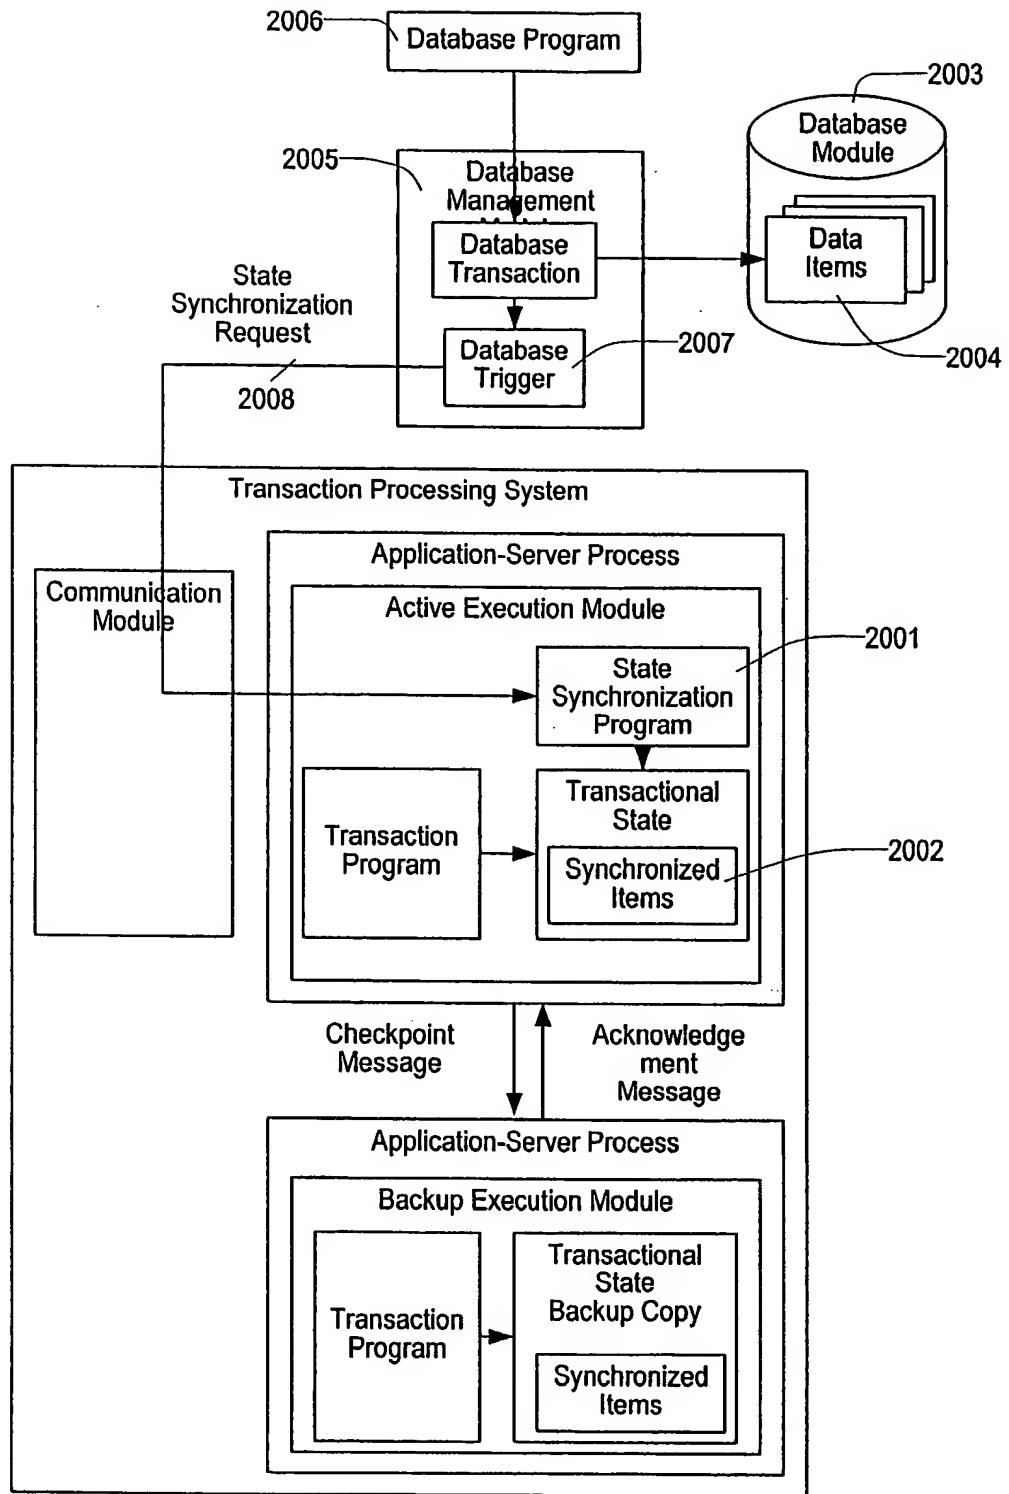 2006
Database Program
2003
Database
Module
2005
Database
Management
Database
Transaction
Data
Items
State
Synchronization
Request
2008
Database
Trigger
2007
2004
Transaction Processing System
Application-Server Process
Communication
Module
Active Execution Module
2001
State
Synchronization
Program
Transaction
Program
Transactional
State
2002
Synchronized
Items
Checkpoint
Message
Acknowledge
ment
Message
Application-Server Process
Backup Execution Module
Transaction
Program
Transactional
State
Backup Copy
Synchronized
Items